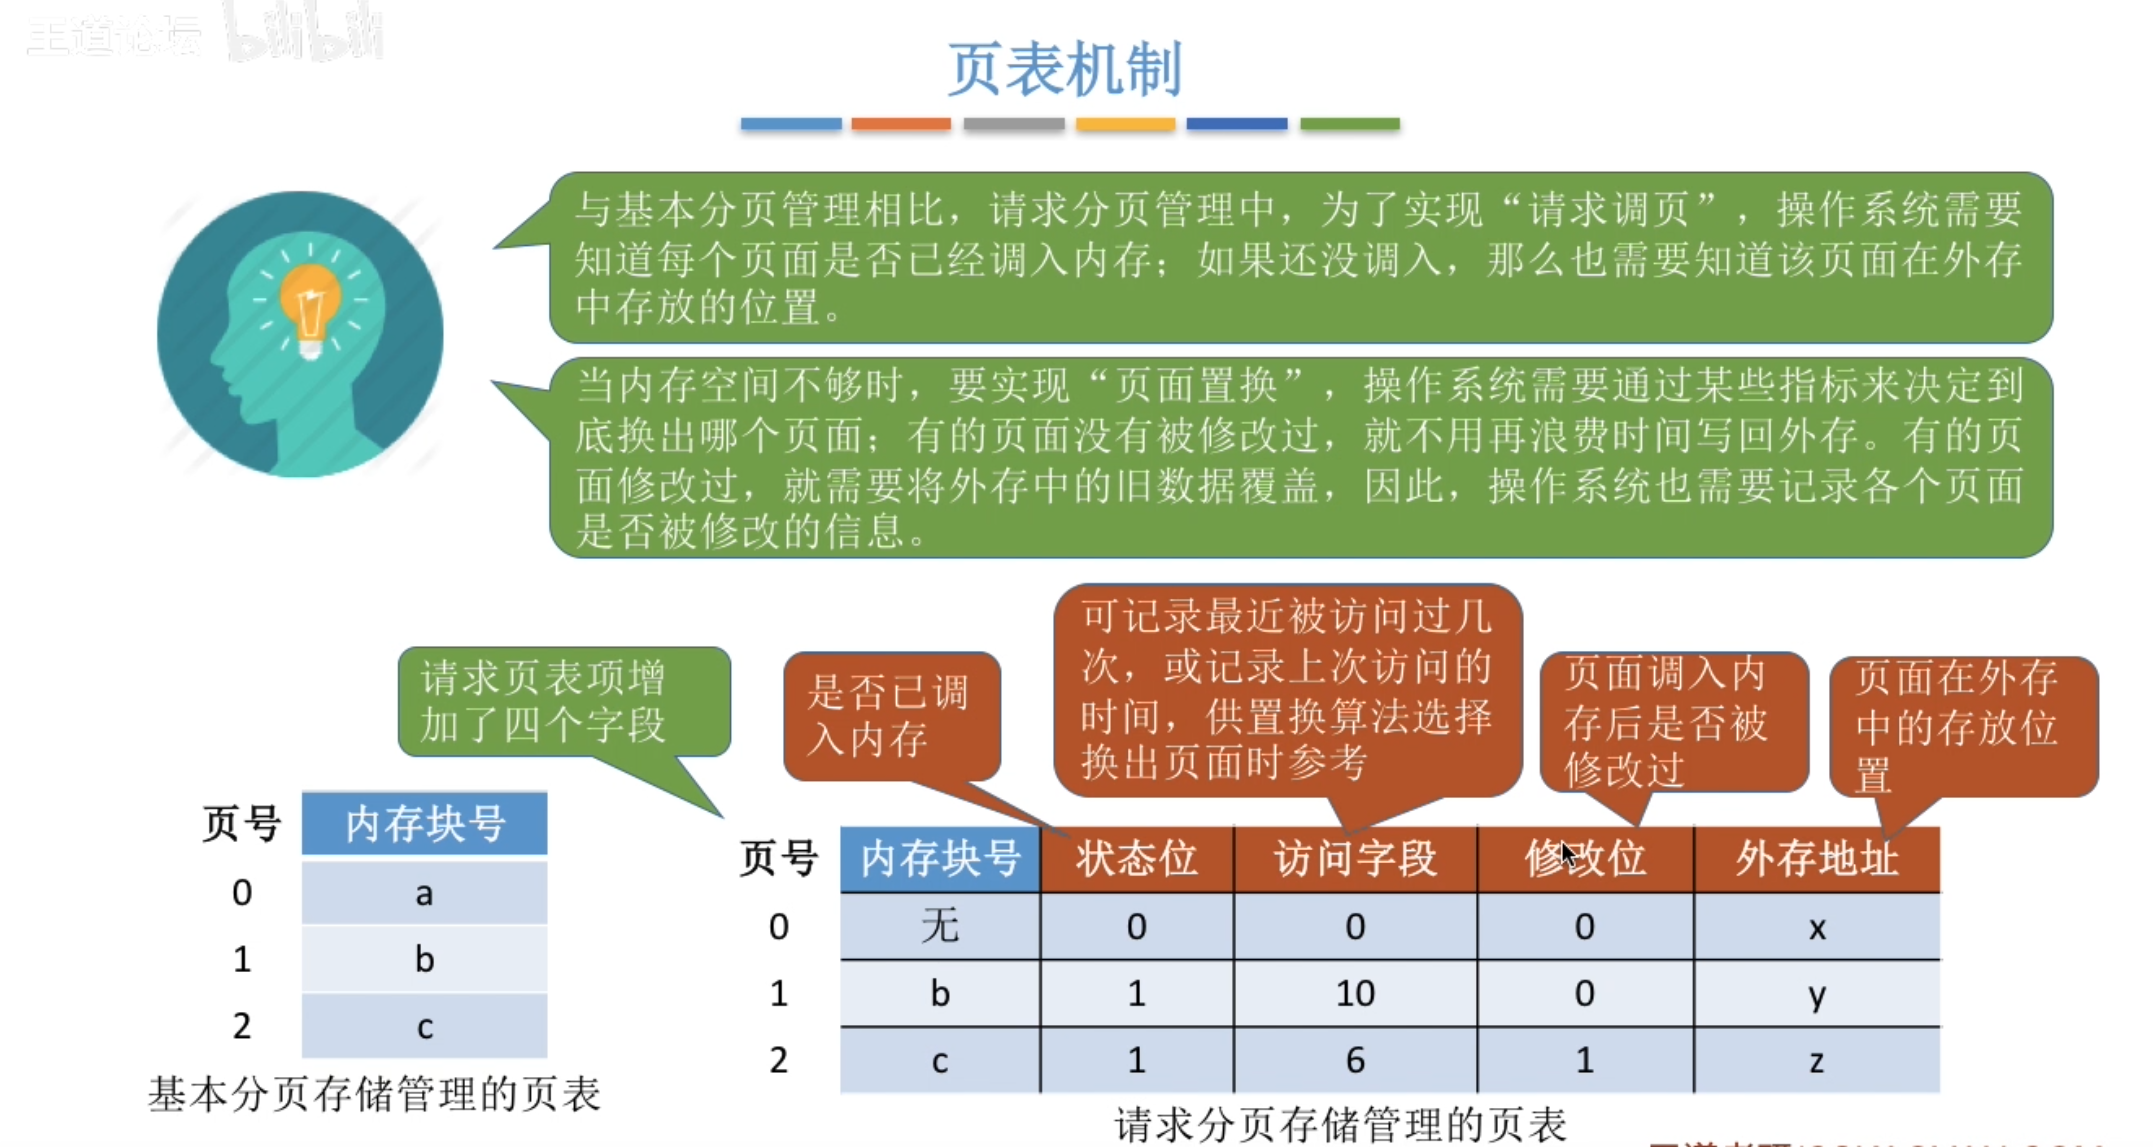 王道论坛 bilibili
页表机制
与基本分页管理相比，请求分页管理中，为了实现“请求调页”，操作系统需要
知道每个页面是否已经调入内存；如果还没调入，那么也需要知道该页面在外存
中存放的位置。
当内存空间不够时，要实现“页面置换”，操作系统需要通过某些指标来决定到
底换出哪个页面；有的页面没有被修改过，就不用再浪费时间写回外存。有的页
面修改过，就需要将外存中的旧数据覆盖，因此，操作系统也需要记录各个页面
是否被修改的信息。
请求页表项增
加了四个字段
是否已调
入内存
可记录最近被访问过几
次，或记录上次访问的
时间，供置换算法选择
换出页面时参考
页面调入内
存后是否被
修改过
页面在外存
中的存放位
置
页号 内存块号
0 a
1 b
2 c
基本分页存储管理的页表
页号 内存块号 状态位 访问字段 修改位 外存地址
0 无 0 0 0 x
1 b 1 10 0 y
2 c 1 6 1 z
请求分页存储管理的页表